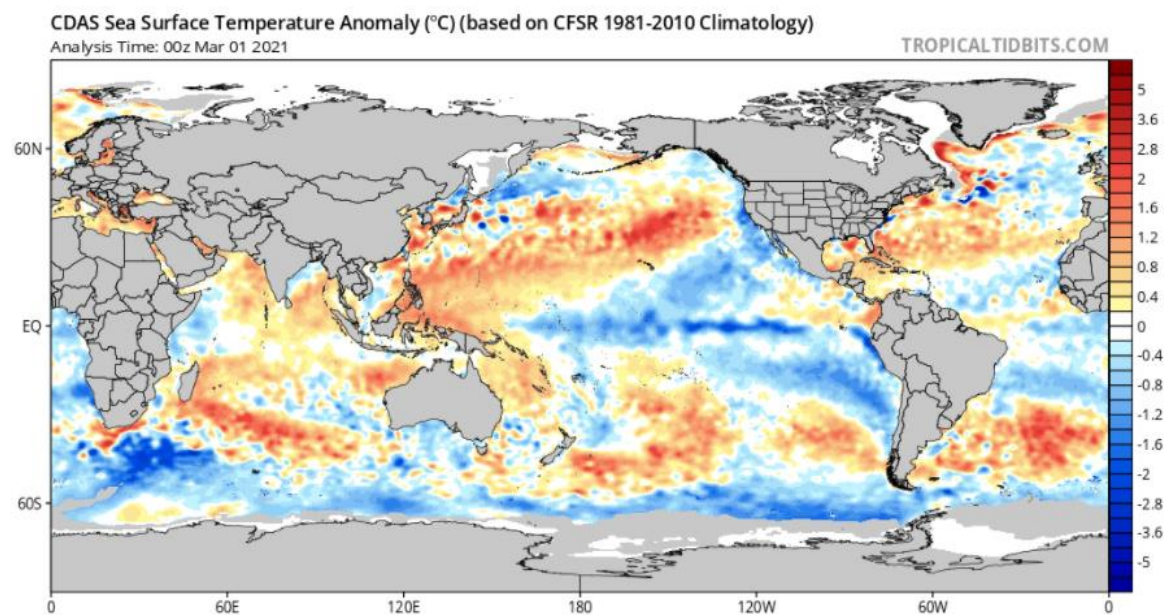 CDAS Sea Surface Temperature Anomaly (°C) (based on CFSR 1981-2010 Climatology)
Analysis Time: 00z Mar 01 2021
TROPICALTIDBITS.COM
60N
EQ
60S
0
60E
120E
180
120W
60W
0
5
3.6
2.8
2
1.6
1.2
0.8
0.4
0
-0.4
-0.8
-1.2
-1.6
-2
-2.8
-3.6
-5